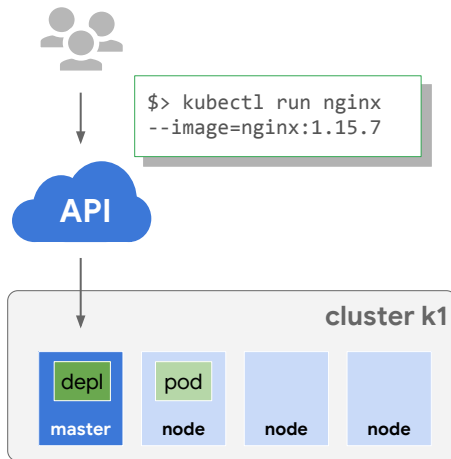 $> kubectl run nginx
--image=nginx:1.15.7
API
cluster k1
depl
pod
master
node
node
node